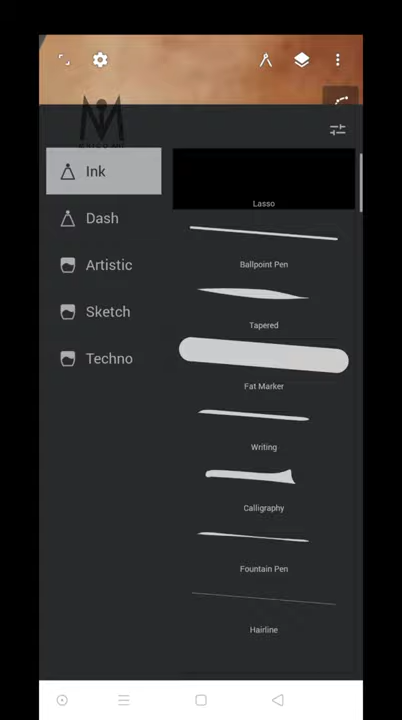 Ink
Dash
Artistic
Sketch
Techno
Lasso
Ballpoint Pen
Tapered
Fat Marker
Writing
Calligraphy
Fountain Pen
Hairline